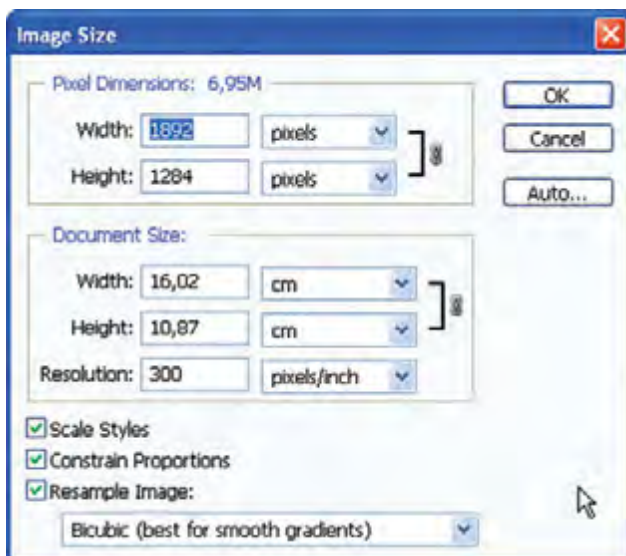 Image Size
Pixel Dimensions: 6,95M
Width: 1892 pixels
Height: 1284 pixels
OK
Cancel
Auto...
Document Size:
Width: 16,02 cm
Height: 10,87 cm
Resolution: 300 pixels/inch
Scale Styles
Constrain Proportions
Resample Image:
Bicubic (best for smooth gradients)